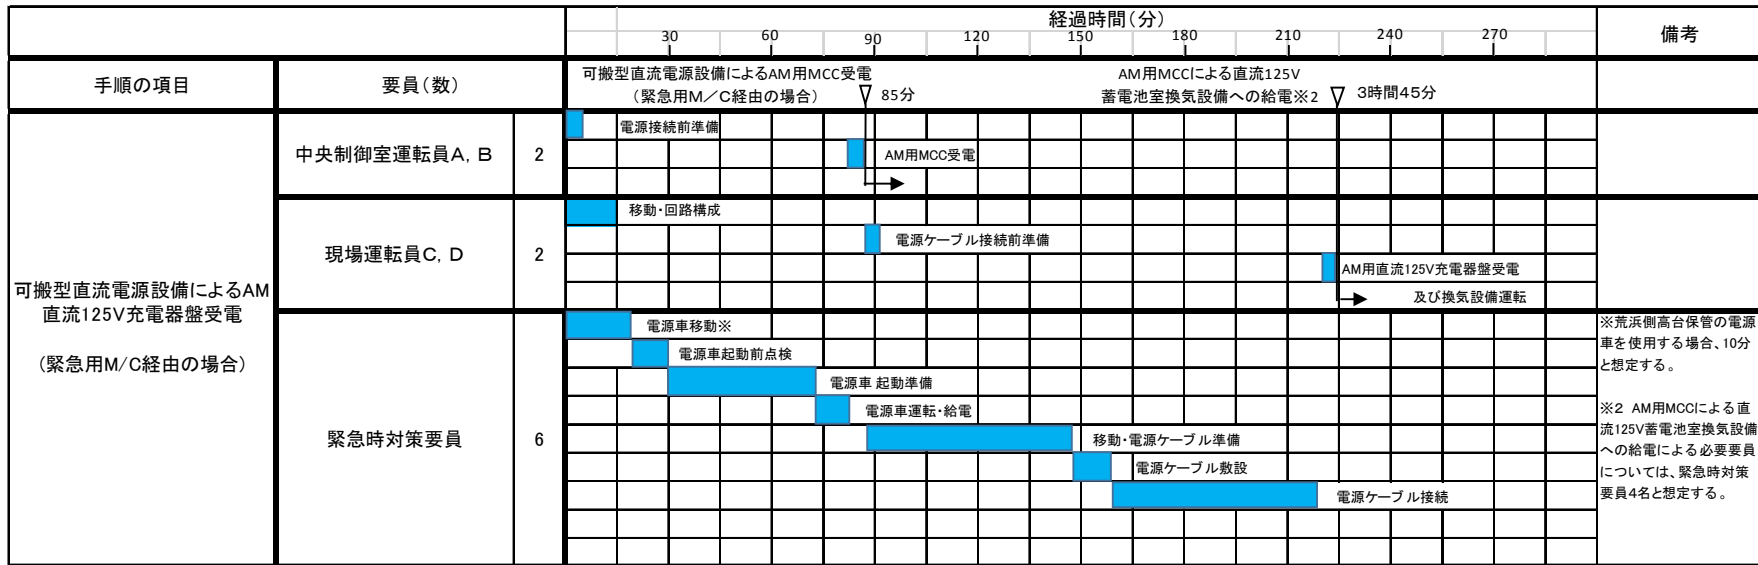 経過時間(分)
30 60 90 120 150 180 210 240 270
備考
手順の項目
要員(数)
可搬型直流電源設備によるAM用MCC受電
(緊急用M/C経由の場合)
85分
AM用MCCによる直流125V
蓄電池室換気設備への給電※2
3時間45分
可搬型直流電源設備によるAM
直流125V充電器盤受電
(緊急用M/C経由の場合)
中央制御室運転員A, B
2
電源接続前準備
AM用MCC受電
現場運転員C, D
2
移動・回路構成
電源ケーブル接続前準備
AM用直流125V充電器盤受電
及び換気設備運転
緊急時対策要員
6
電源車移動※
電源車起動前点検
電源車 起動準備
電源車運転・給電
移動・電源ケーブル準備
電源ケーブル敷設
電源ケーブル接続
※荒浜側高台保管の電源
車を使用する場合、10分
と想定する。
※2 AM用MCCによる直
流125V蓄電池室換気設備
への給電による必要要員
については、緊急時対策
要員4名と想定する。